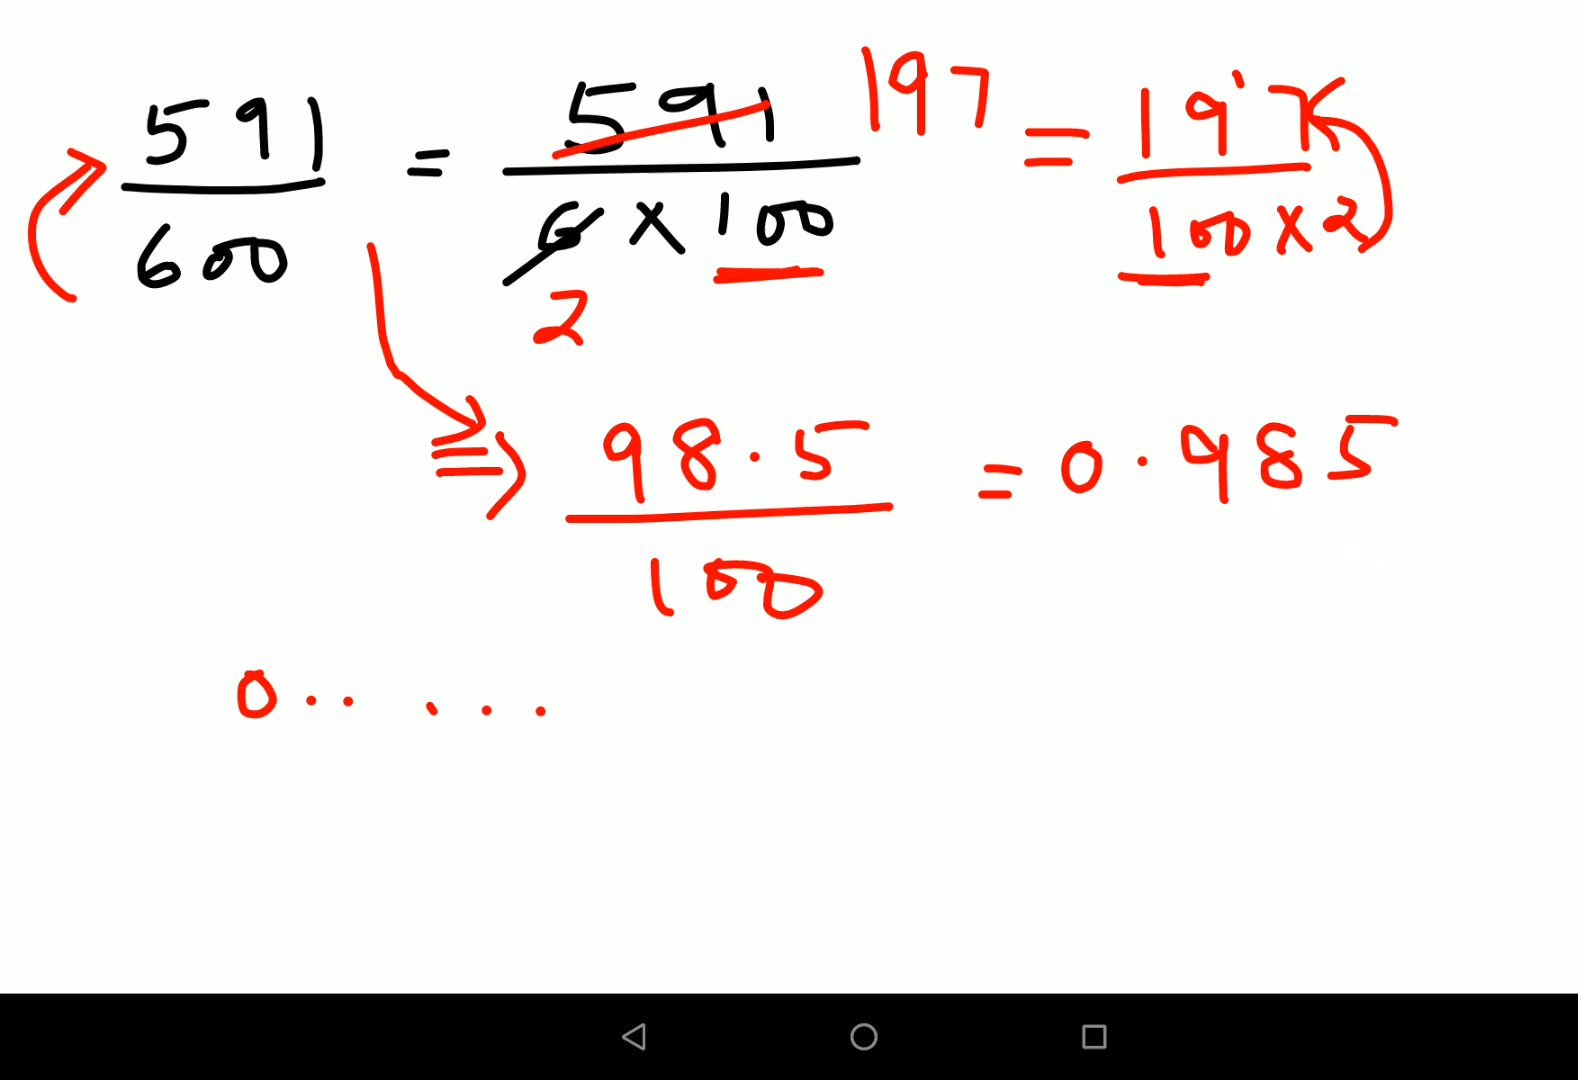 591/600 = 591/6 x 100 197 = 197/100 x 2
2
=> 98.5/100 = 0.985
0.. ...